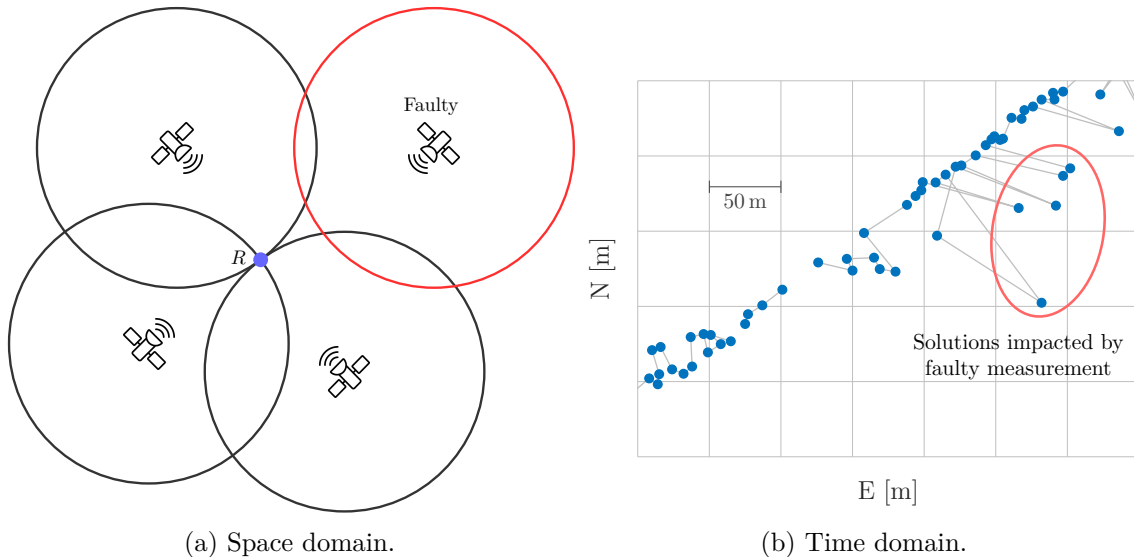 Faulty
R
(a) Space domain.
N [m]
50 m
Solutions impacted by
faulty measurement
E [m]
(b) Time domain.